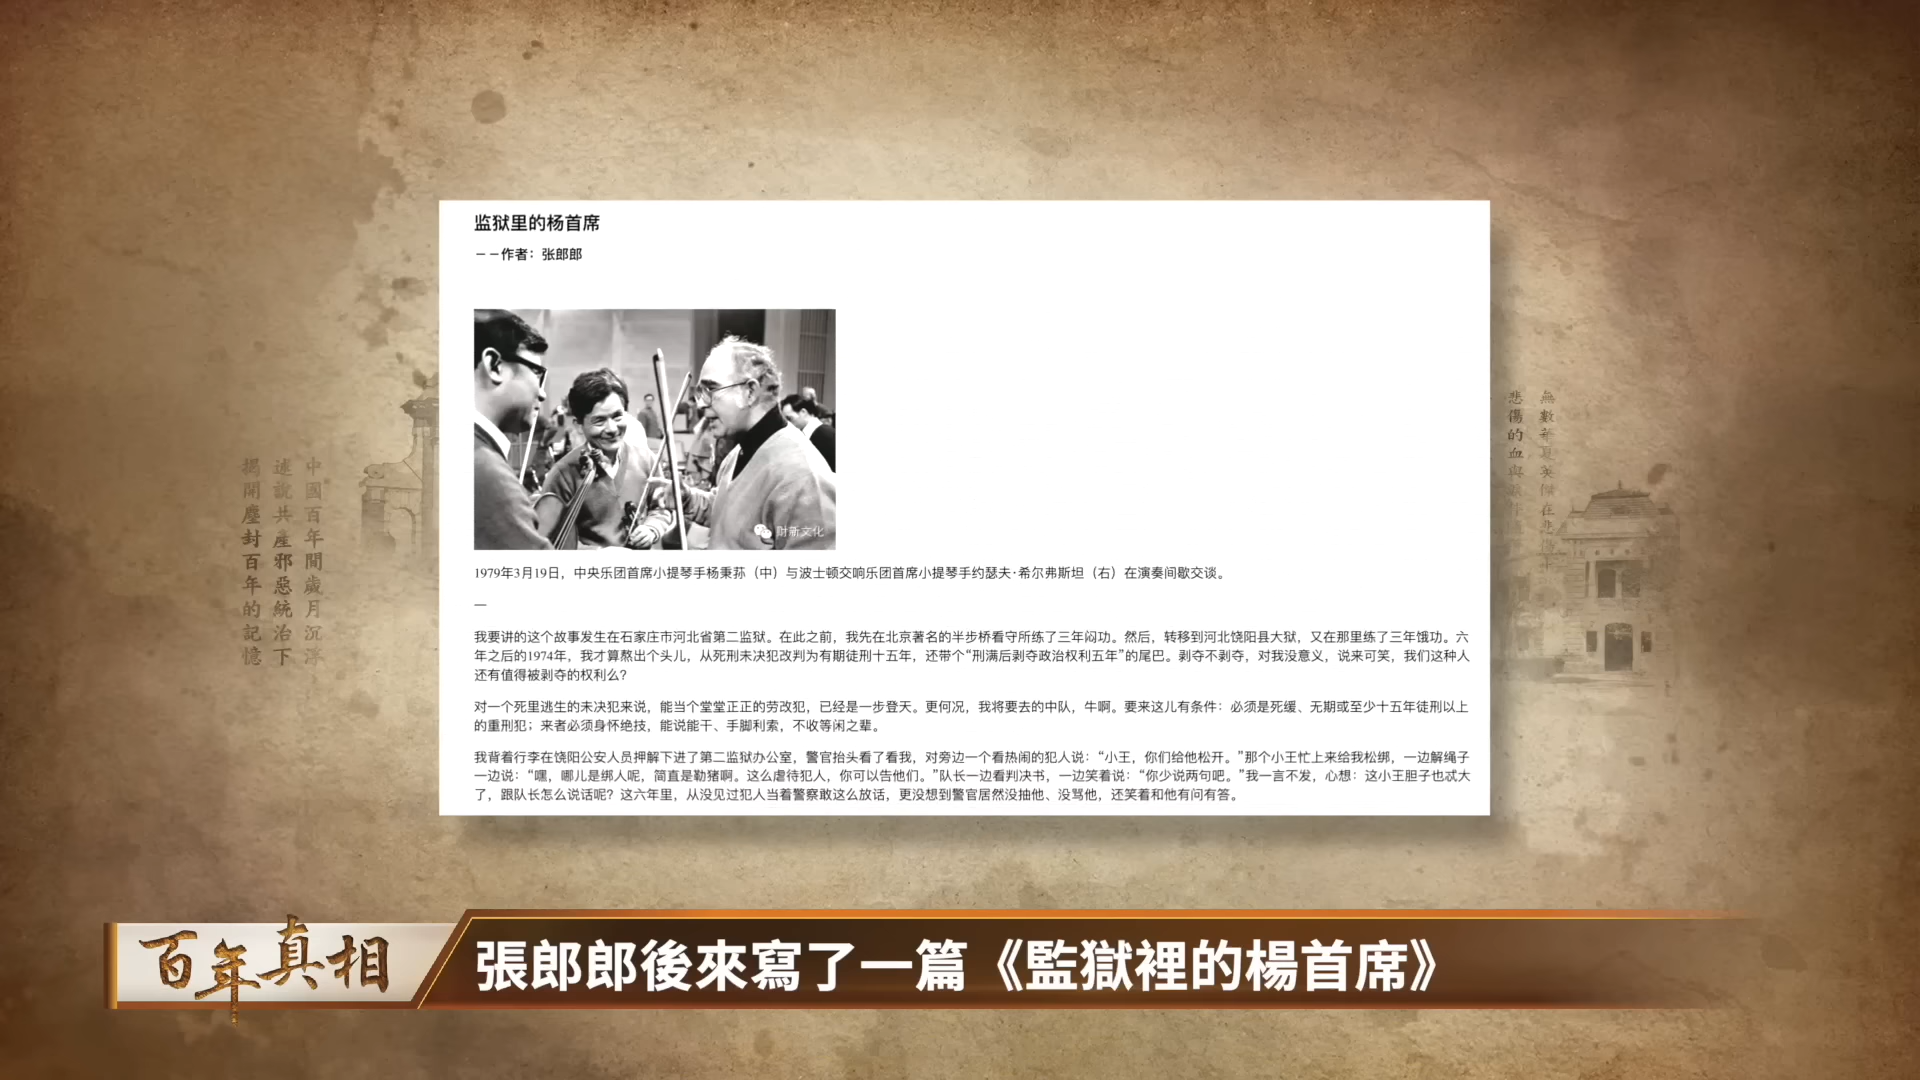 监狱里的杨首席
－－作者：张郎郎
财新文化
1979年3月19日，中央乐团首席小提琴手杨秉荪（中）与波士顿交响乐团首席小提琴手约瑟夫·希尔弗斯坦（右）在演奏间歇交谈。
—
我要讲的这个故事发生在石家庄市河北省第二监狱。在此之前，我先在北京著名的半步桥看守所练了三年闷功。然后，转移到河北饶阳县大狱，又在那里练了三年饿功。六
年之后的1974年，我才算熬出个头儿，从死刑未决犯改判为有期徒刑十五年，还带个“刑满后剥夺政治权利五年”的尾巴。剥夺不剥夺，对我没意义，说来可笑，我们这种人
还有值得被剥夺的权利么？
对一个死里逃生的未决犯来说，能当个堂堂正正的劳改犯，已经是一步登天。更何况，我将要去的中队，牛啊。要来这儿有条件：必须是死缓、无期或至少十五年徒刑以上
的重刑犯；来者必须身怀绝技，能说能干、手脚利索，不收等闲之辈。
我背着行李在饶阳公安人员押解下进了第二监狱办公室，警官抬头看了看我，对旁边一个看热闹的犯人说：“小王，你们给他松开。”那个小王忙上来给我松绑，一边解绳子
一边说：“嘿，哪儿是绑人呢，简直是勒猪啊。这么虐待犯人，你可以告他们。”队长一边看判决书，一边笑着说：“你少说两句吧。”我一言不发，心想：这小王胆子也忒大
了，跟队长怎么说话呢？这六年里，从没见过犯人当着警察敢这么放话，更没想到警官居然没抽他、没骂他，还笑着和他有问有答。
中國百年間歲月沉浮
述說共產邪惡統治下
揭開塵封百年的記憶
無數華夏英傑在悲
悲傷的血與
百年真相
張郎郎後來寫了一篇《監獄裡的楊首席》